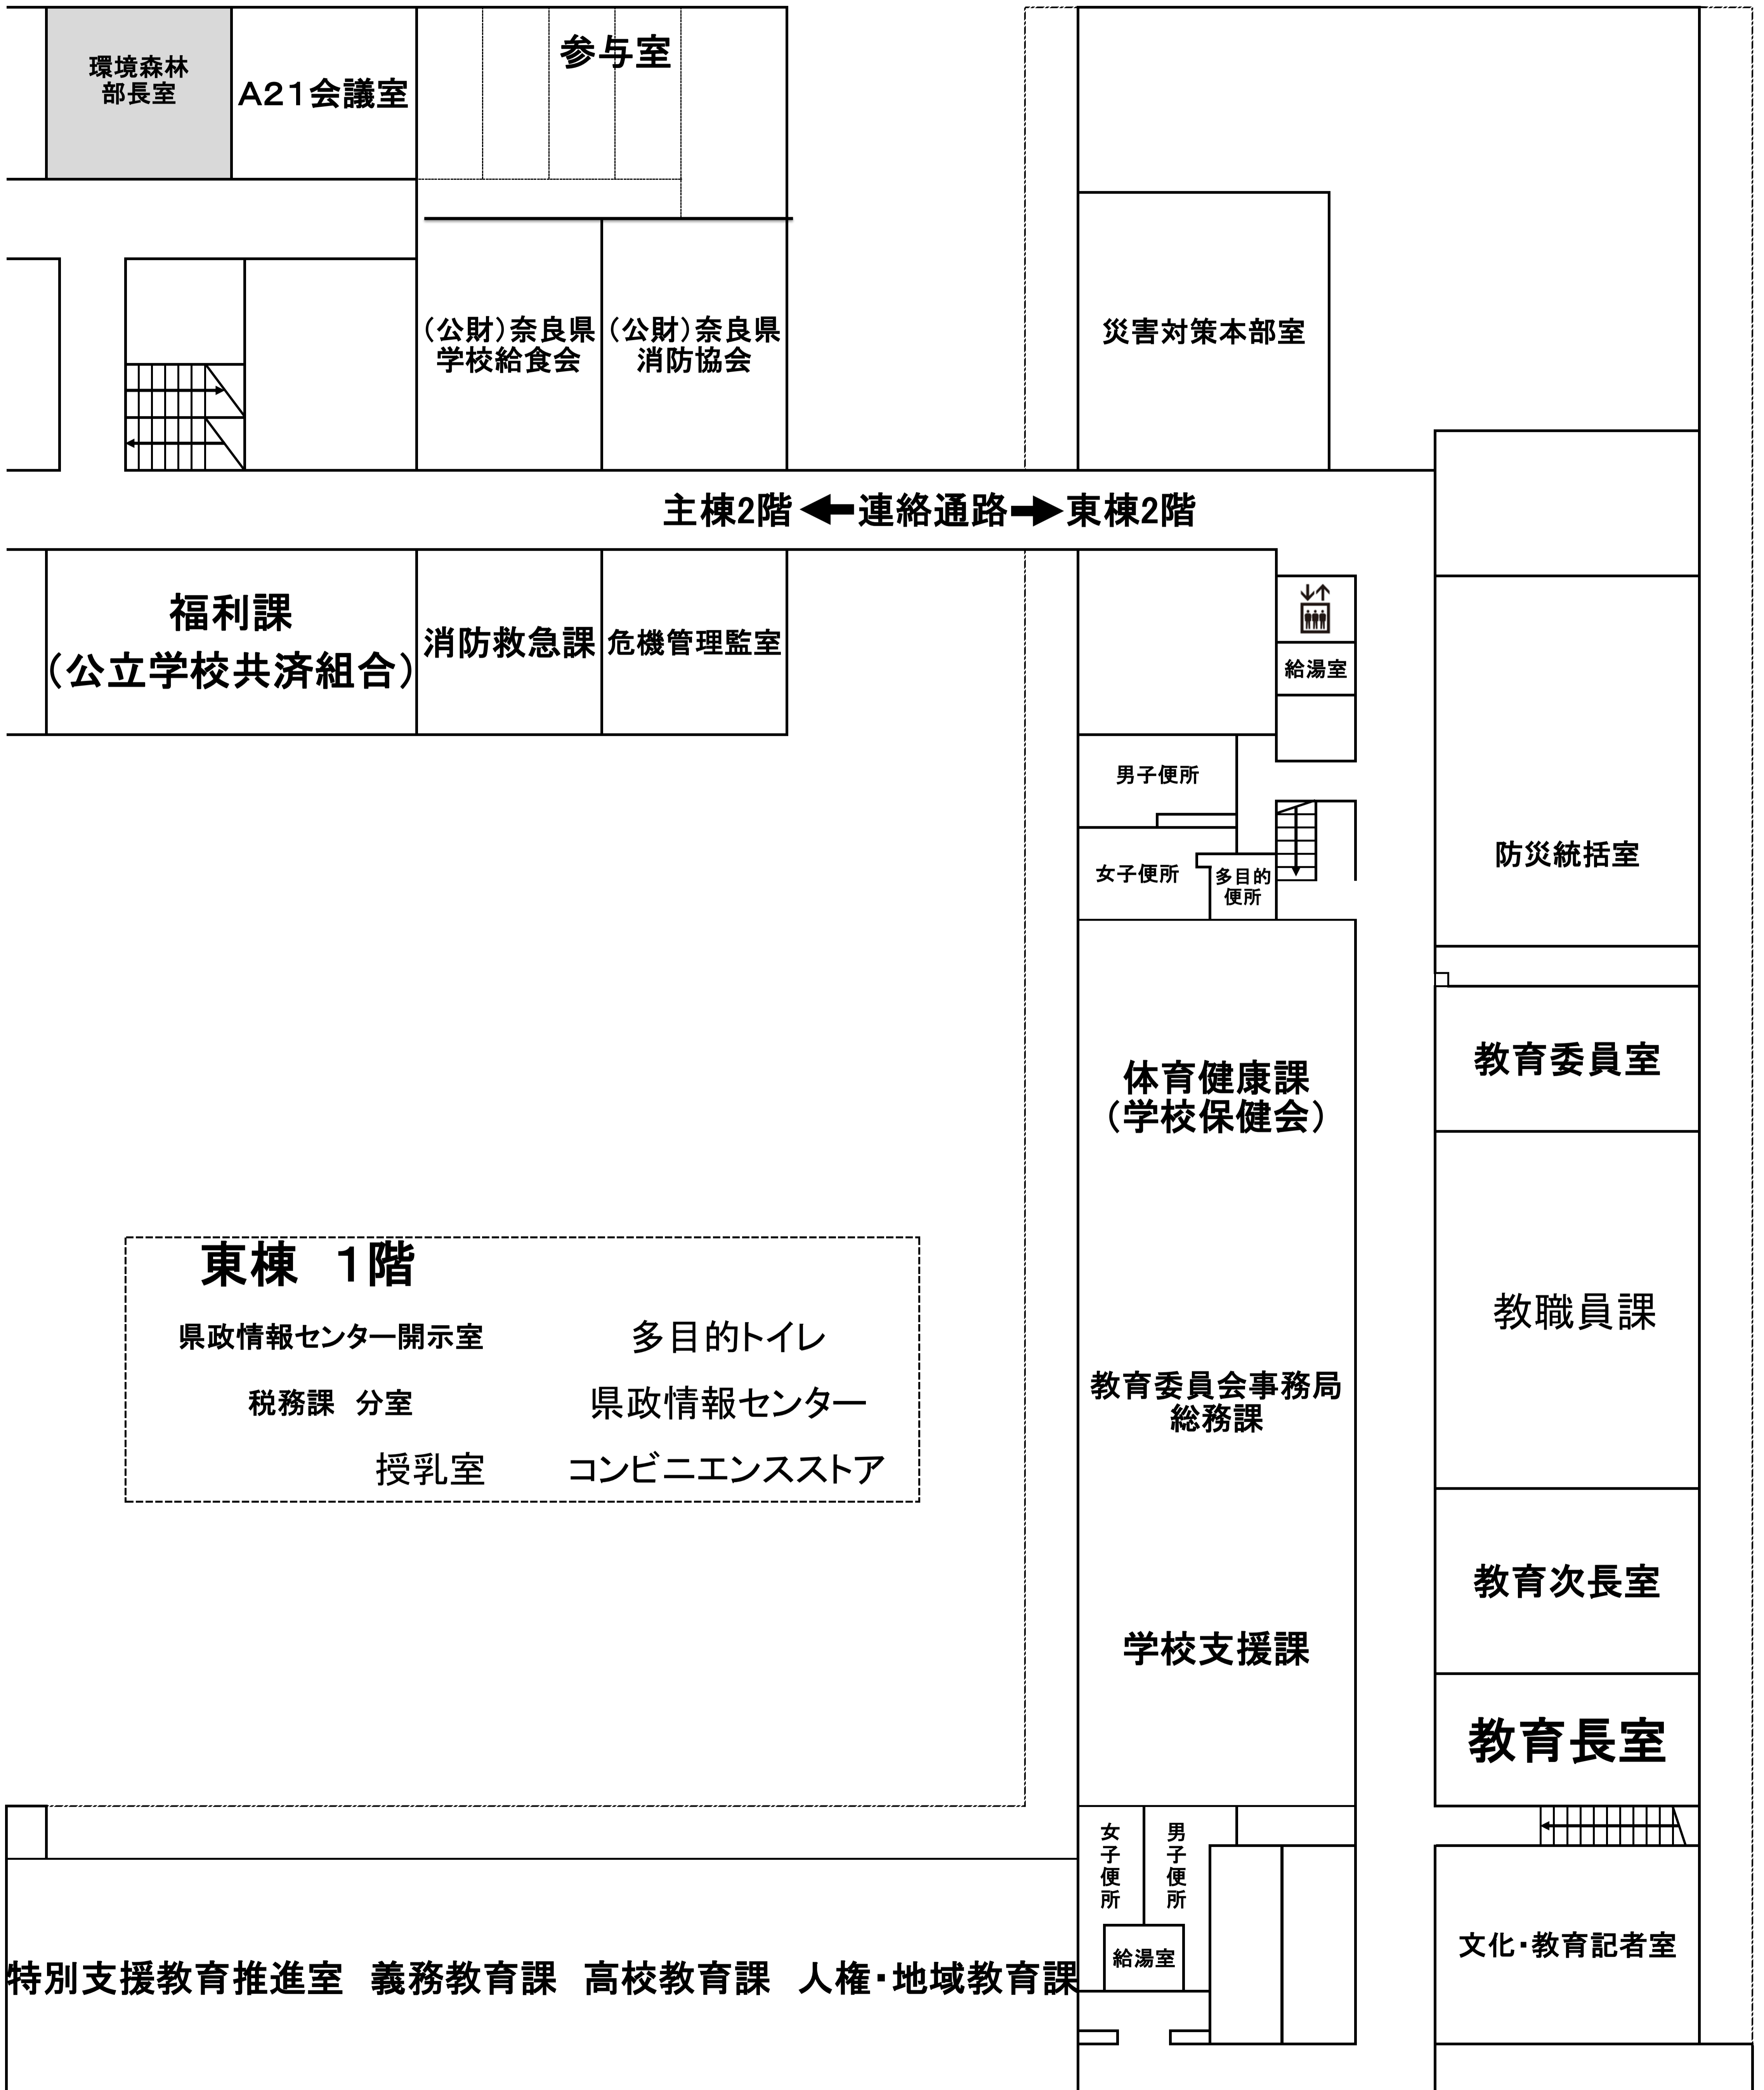 環境森林
部長室
A21会議室
参与室
(公財)奈良県
学校給食会
(公財)奈良県
消防協会
災害対策本部室
主棟2階
連絡通路
東棟2階
福利課
(公立学校共済組合)
消防救急課
危機管理監室
給湯室
男子便所
女子便所
多目的
便所
防災統括室
教育委員室
体育健康課
(学校保健会)
東棟 1階
県政情報センター開示室
多目的トイレ
税務課 分室
県政情報センター
授乳室
コンビニエンスストア
教職員課
教育委員会事務局
総務課
教育次長室
学校支援課
教育長室
女子便所
男子便所
給湯室
文化・教育記者室
特別支援教育推進室 義務教育課 高校教育課 人権・地域教育課